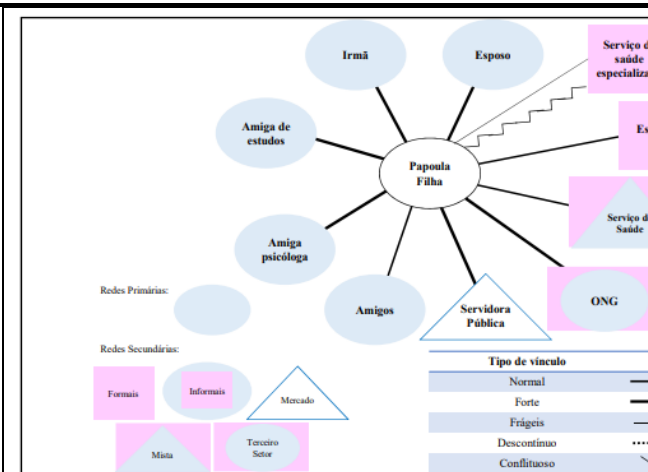 Irmã
Esposo
Serviço d
saúde
especializa
Amiga de
estudos
Es
Papoula
Filha
Serviço d
Saúde
Amiga
psicóloga
Redes Primárias:
Amigos
Servidora
Pública
ONG
Redes Secundárias:
Formais
Informais
Mercado
Mista
Terceiro
Setor
Tipo de vínculo
Normal
Forte
Frágeis
Descontínuo
Conflituoso